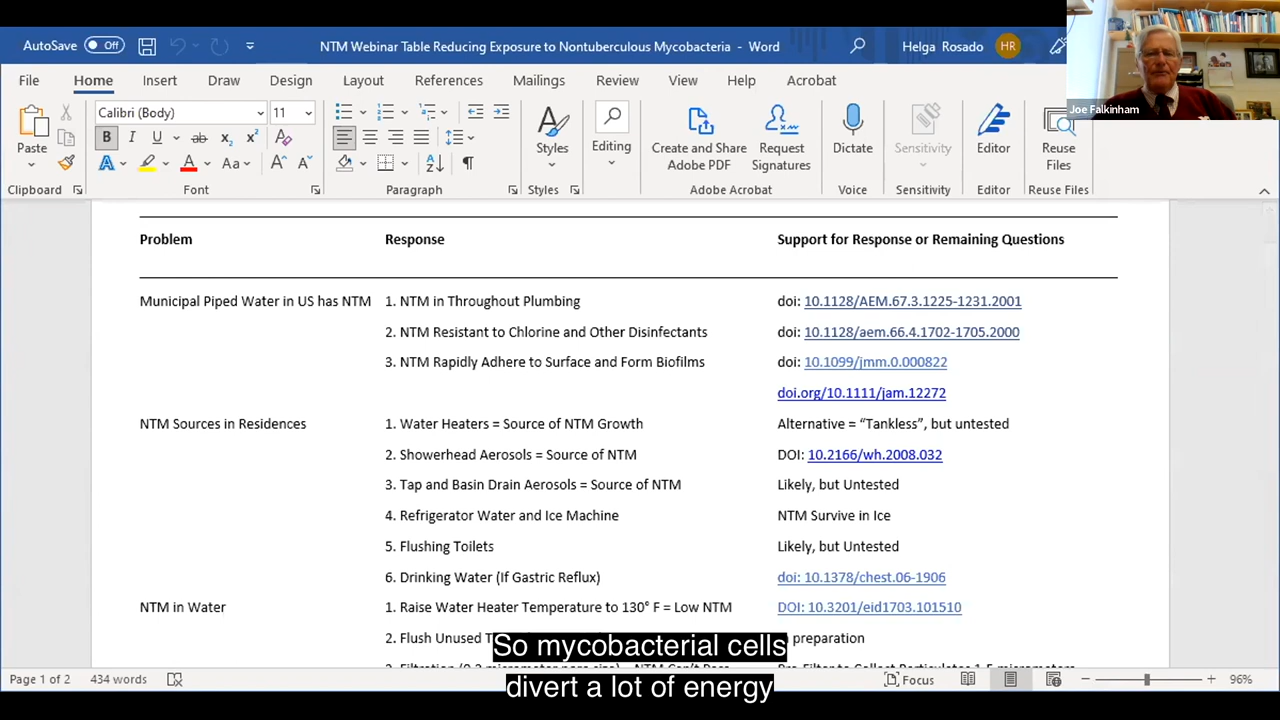 AutoSave Off NTM Webinar Table Reducing Exposure to Nontuberculous Mycobacteria - Word Helga Rosado HR
Joe Falkinham
File Home Insert Draw Design Layout References Mailings Review View Help Acrobat
Calibri (Body) 11
Paste
Styles
Editing
Create and Share Adobe PDF
Request Signatures
Dictate
Sensitivity
Editor
Reuse Files
Clipboard Font Paragraph Styles Adobe Acrobat Voice Sensitivity Editor Reuse Files
Problem Response Support for Response or Remaining Questions
Municipal Piped Water in US has NTM 1. NTM in Throughout Plumbing doi: 10.1128/AEM.67.3.1225-1231.2001
2. NTM Resistant to Chlorine and Other Disinfectants doi: 10.1128/aem.66.4.1702-1705.2000
3. NTM Rapidly Adhere to Surface and Form Biofilms doi: 10.1099/jmm.0.000822
doi.org/10.1111/jam.12272
NTM Sources in Residences 1. Water Heaters = Source of NTM Growth Alternative = “Tankless”, but untested
2. Showerhead Aerosols = Source of NTM DOI: 10.2166/wh.2008.032
3. Tap and Basin Drain Aerosols = Source of NTM Likely, but Untested
4. Refrigerator Water and Ice Machine NTM Survive in Ice
5. Flushing Toilets Likely, but Untested
6. Drinking Water (If Gastric Reflux) doi: 10.1378/chest.06-1906
NTM in Water 1. Raise Water Heater Temperature to 130° F = Low NTM DOI: 10.3201/eid1703.101510
2. Flush Unused preparation
So mycobacterial cells
divert a lot of energy
Page 1 of 2 434 words Focus 96%